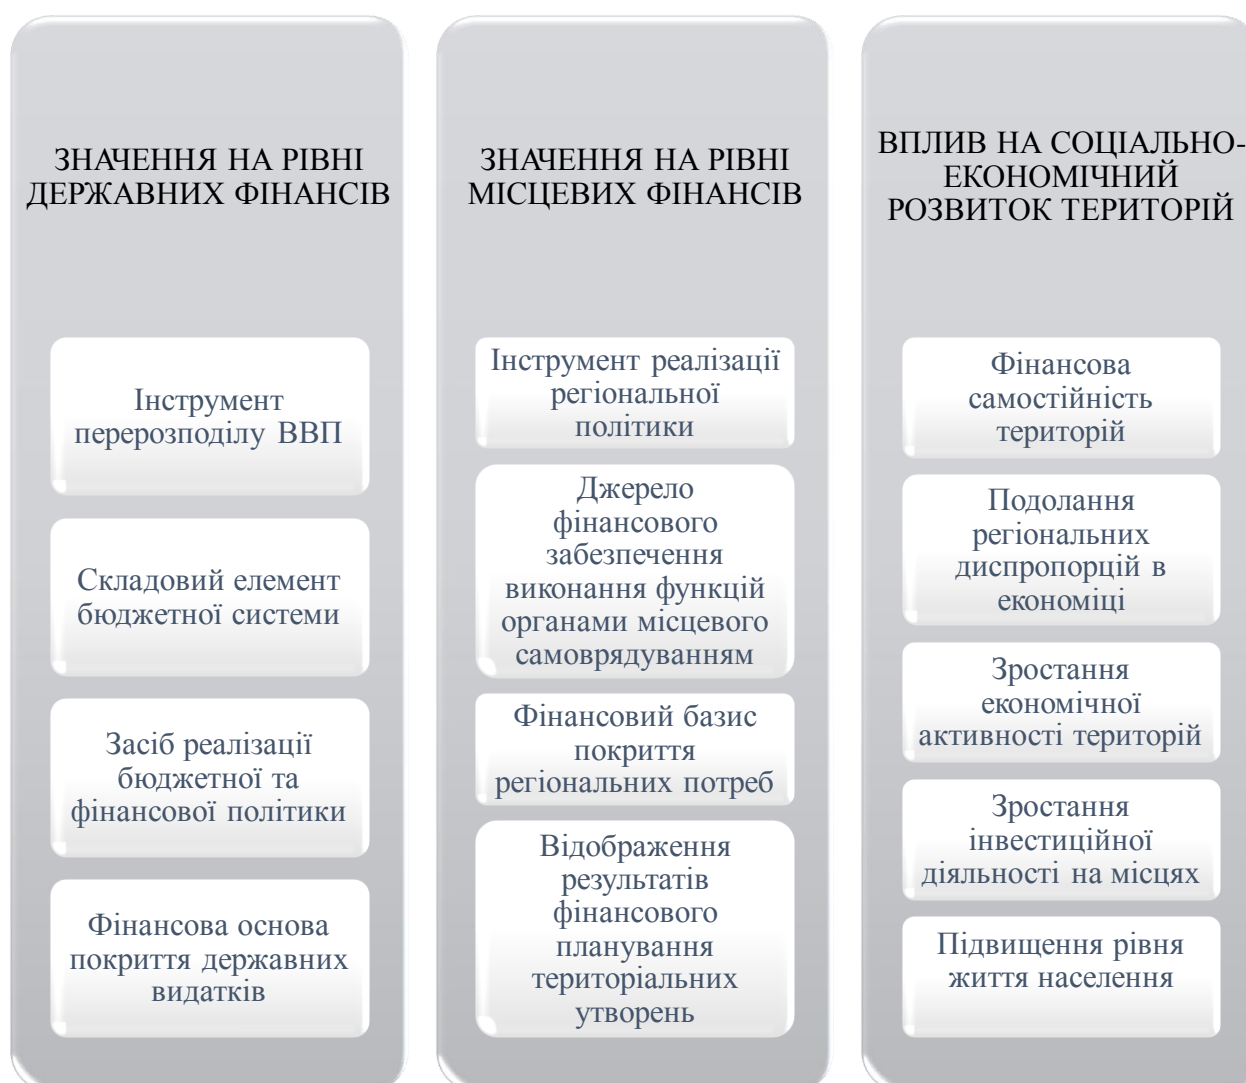 ЗНАЧЕННЯ НА РІВНІ
ДЕРЖАВНИХ ФІНАНСІВ
Інструмент
перерозподілу ВВП
Складовий елемент
бюджетної системи
Засіб реалізації
бюджетної та
фінансової політики
Фінансова основа
покриття державних
видатків
ЗНАЧЕННЯ НА РІВНІ
МІСЦЕВИХ ФІНАНСІВ
Інструмент реалізації
регіональної
політики
Джерело
фінансового
забезпечення
виконання функцій
органами місцевого
самоврядуванням
Фінансовий базис
покриття
регіональних потреб
Відображення
результатів
фінансового
планування
територіальних
утворень
ВПЛИВ НА СОЦІАЛЬНО-
ЕКОНОМІЧНИЙ
РОЗВИТОК ТЕРИТОРІЙ
Фінансова
самостійність
територій
Подолання
регіональних
диспропорцій в
економіці
Зростання
економічної
активності територій
Зростання
інвестиційної
діяльності на місцях
Підвищення рівня
життя населення